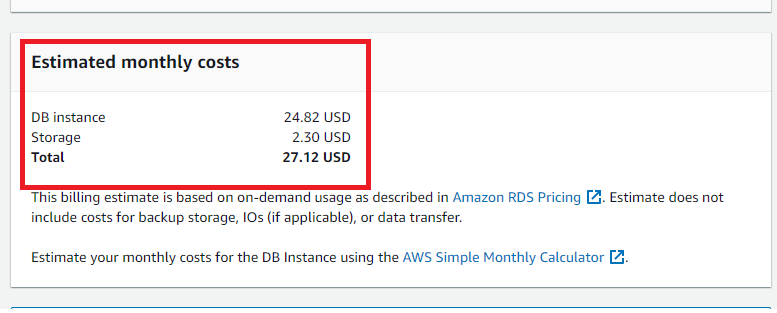 Estimated monthly costs
DB instance 24.82 USD
Storage 2.30 USD
Total 27.12 USD
This billing estimate is based on on-demand usage as described in Amazon RDS Pricing. Estimate does not
include costs for backup storage, IOs (if applicable), or data transfer.
Estimate your monthly costs for the DB Instance using the AWS Simple Monthly Calculator.